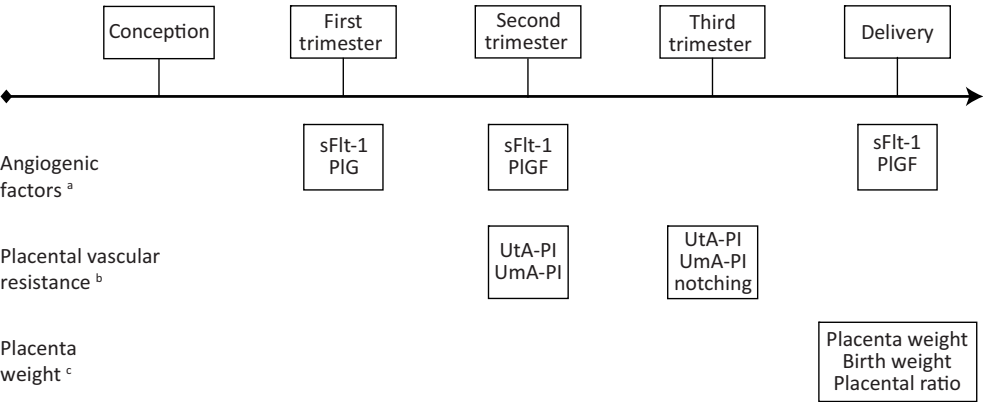 Conception
First
trimester
Second
trimester
Third
trimester
Delivery
Angiogenic
factors a
sFlt-1
PlG
sFlt-1
PlGF
sFlt-1
PlGF
Placental vascular
resistance b
UtA-PI
UmA-PI
UtA-PI
UmA-PI
notching
Placenta
weight c
Placenta weight
Birth weight
Placental ratio